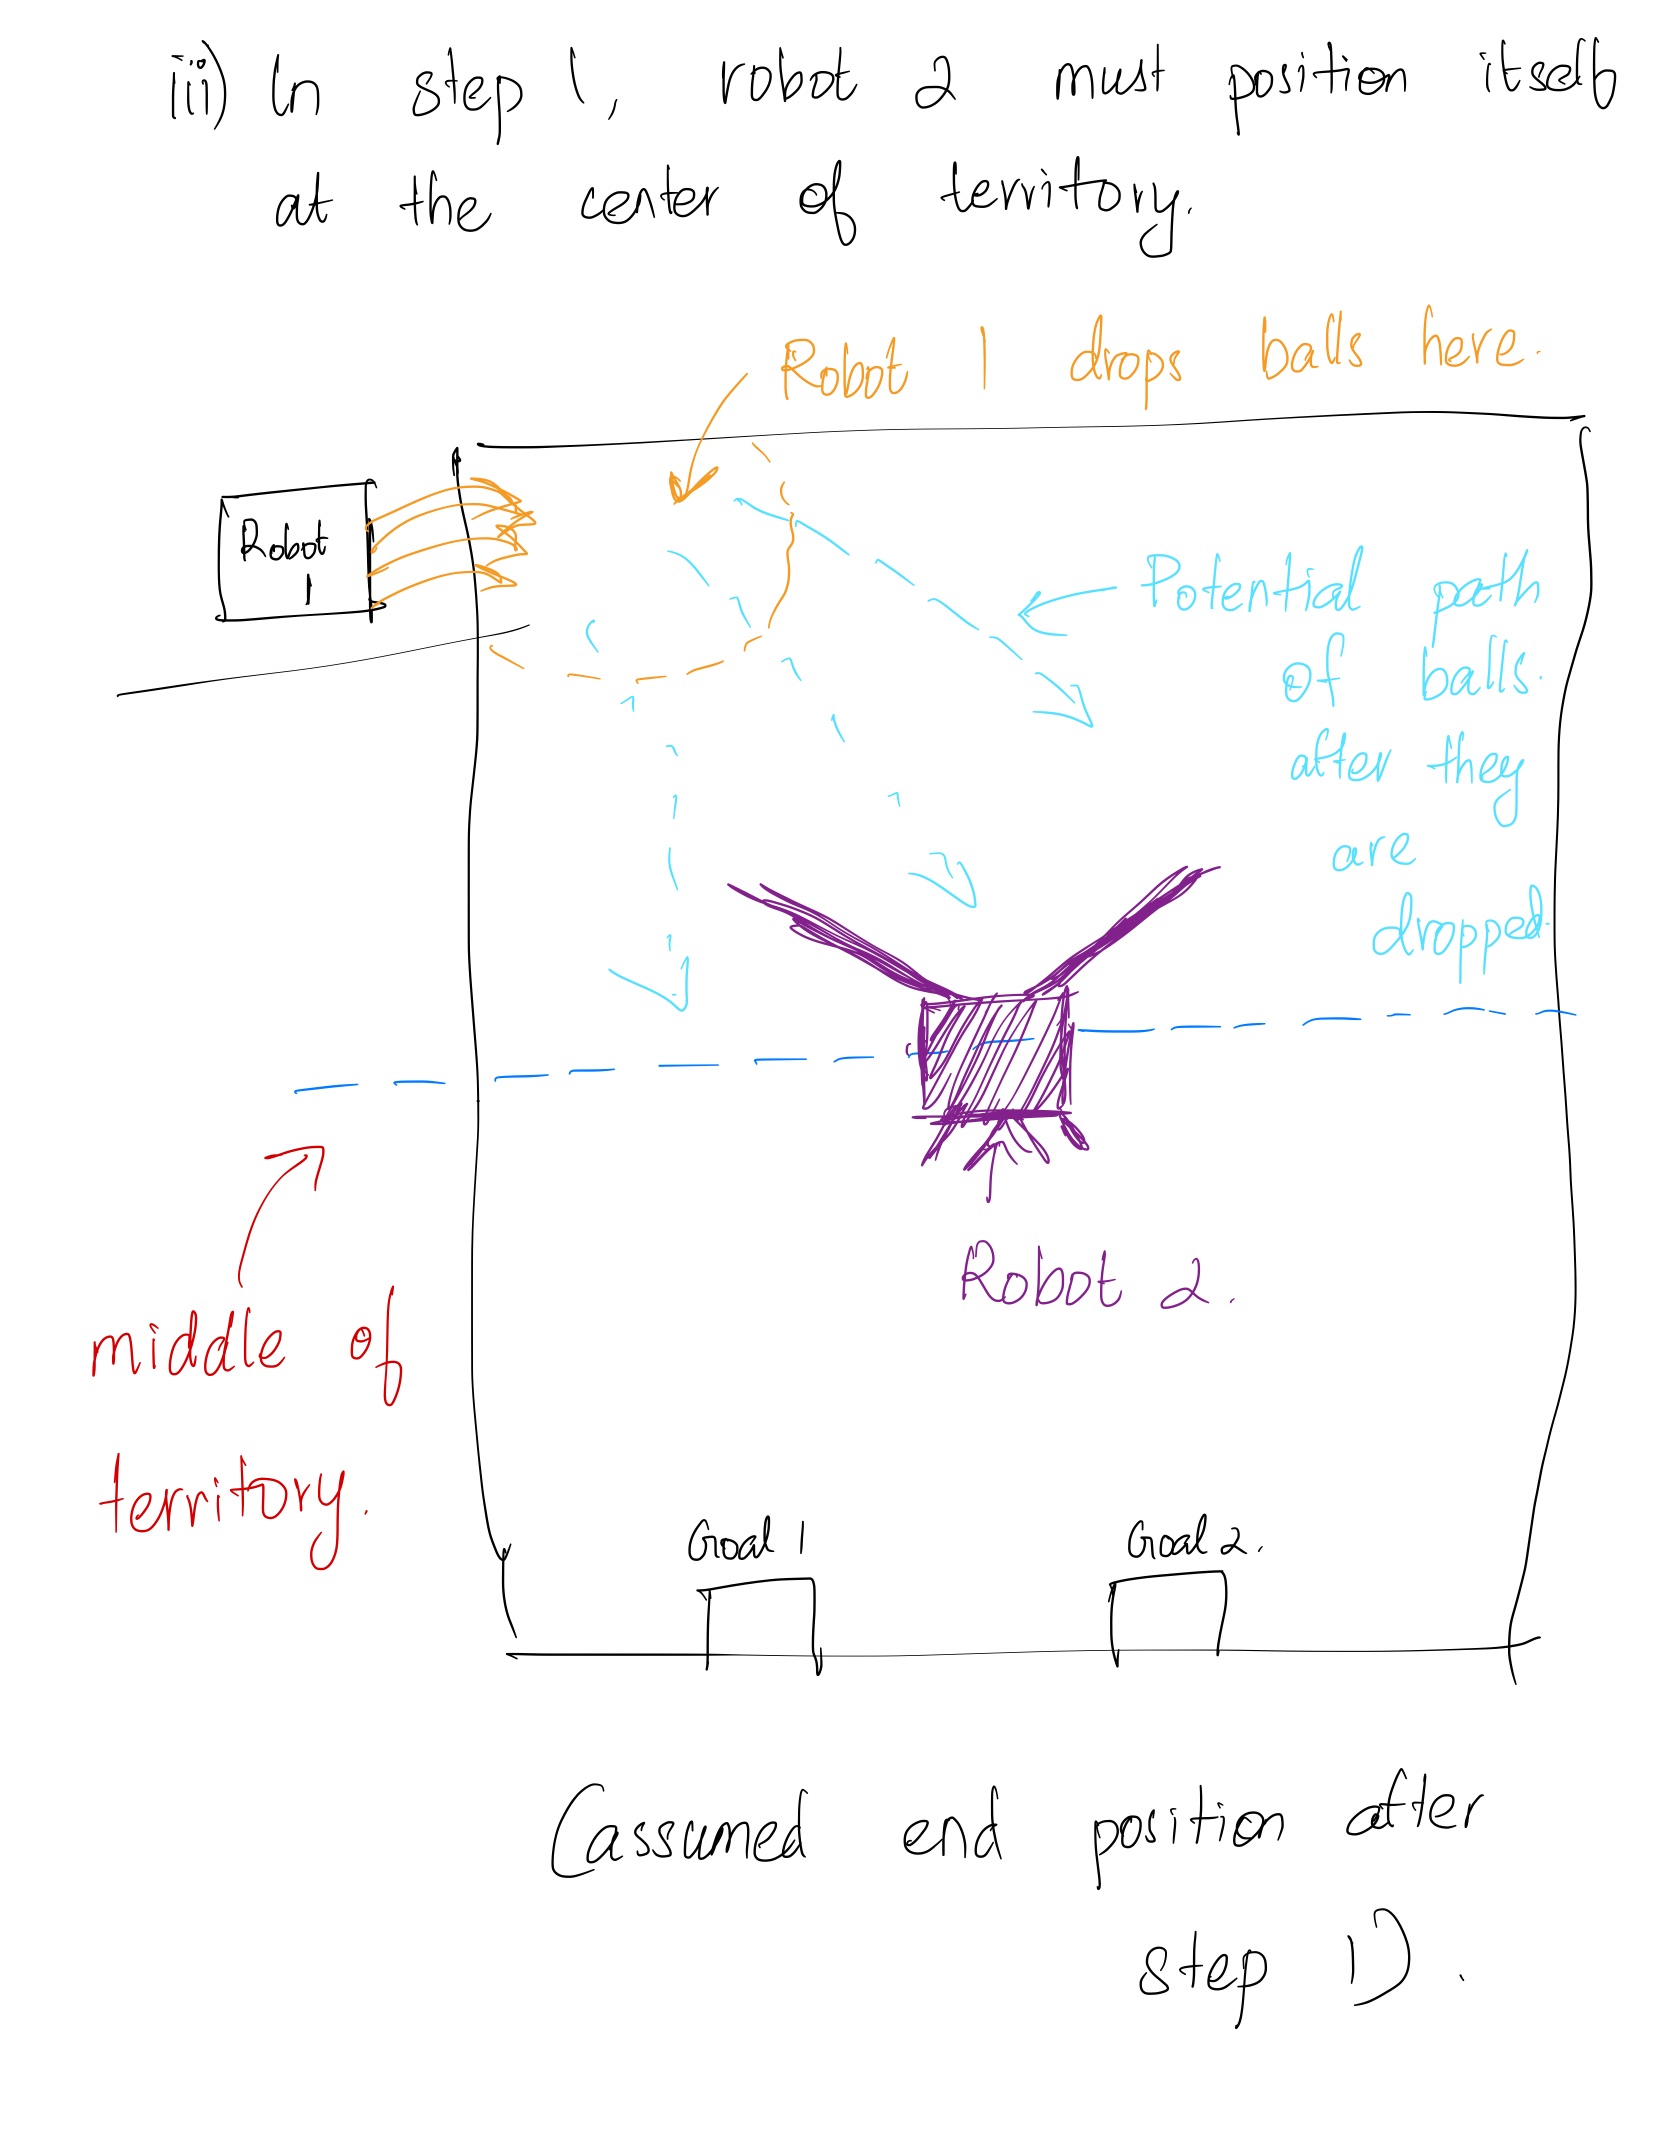 iii) In step 1, robot 2 must position itself
at the center of territory.
Robot 1 drops balls here.
Robot
1
Potential path
of balls.
after they
are
dropped.
Robot 2.
middle of
territory.
Goal 1
Goal 2.
(assumed end position after
step 1).